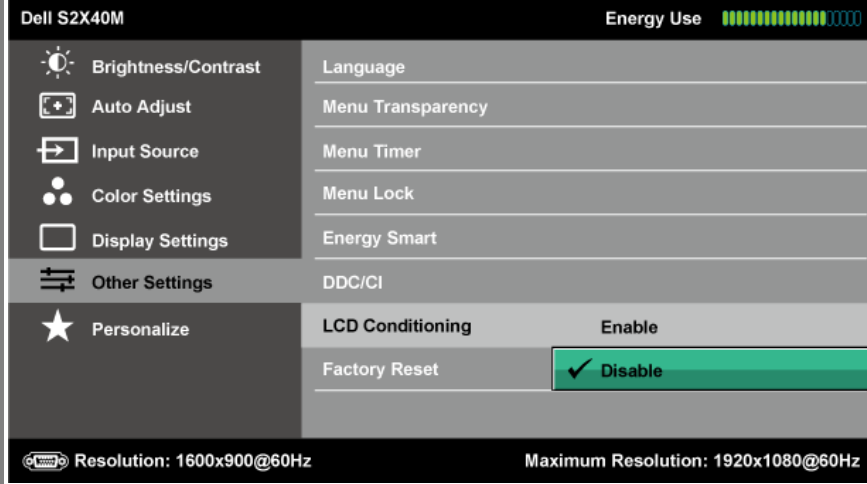 Dell S2X40M Energy Use
Brightness/Contrast
Auto Adjust
Input Source
Color Settings
Display Settings
Other Settings
Personalize
Language
Menu Transparency
Menu Timer
Menu Lock
Energy Smart
DDC/CI
LCD Conditioning Enable
Factory Reset Disable
Resolution: 1600x900@60Hz Maximum Resolution: 1920x1080@60Hz